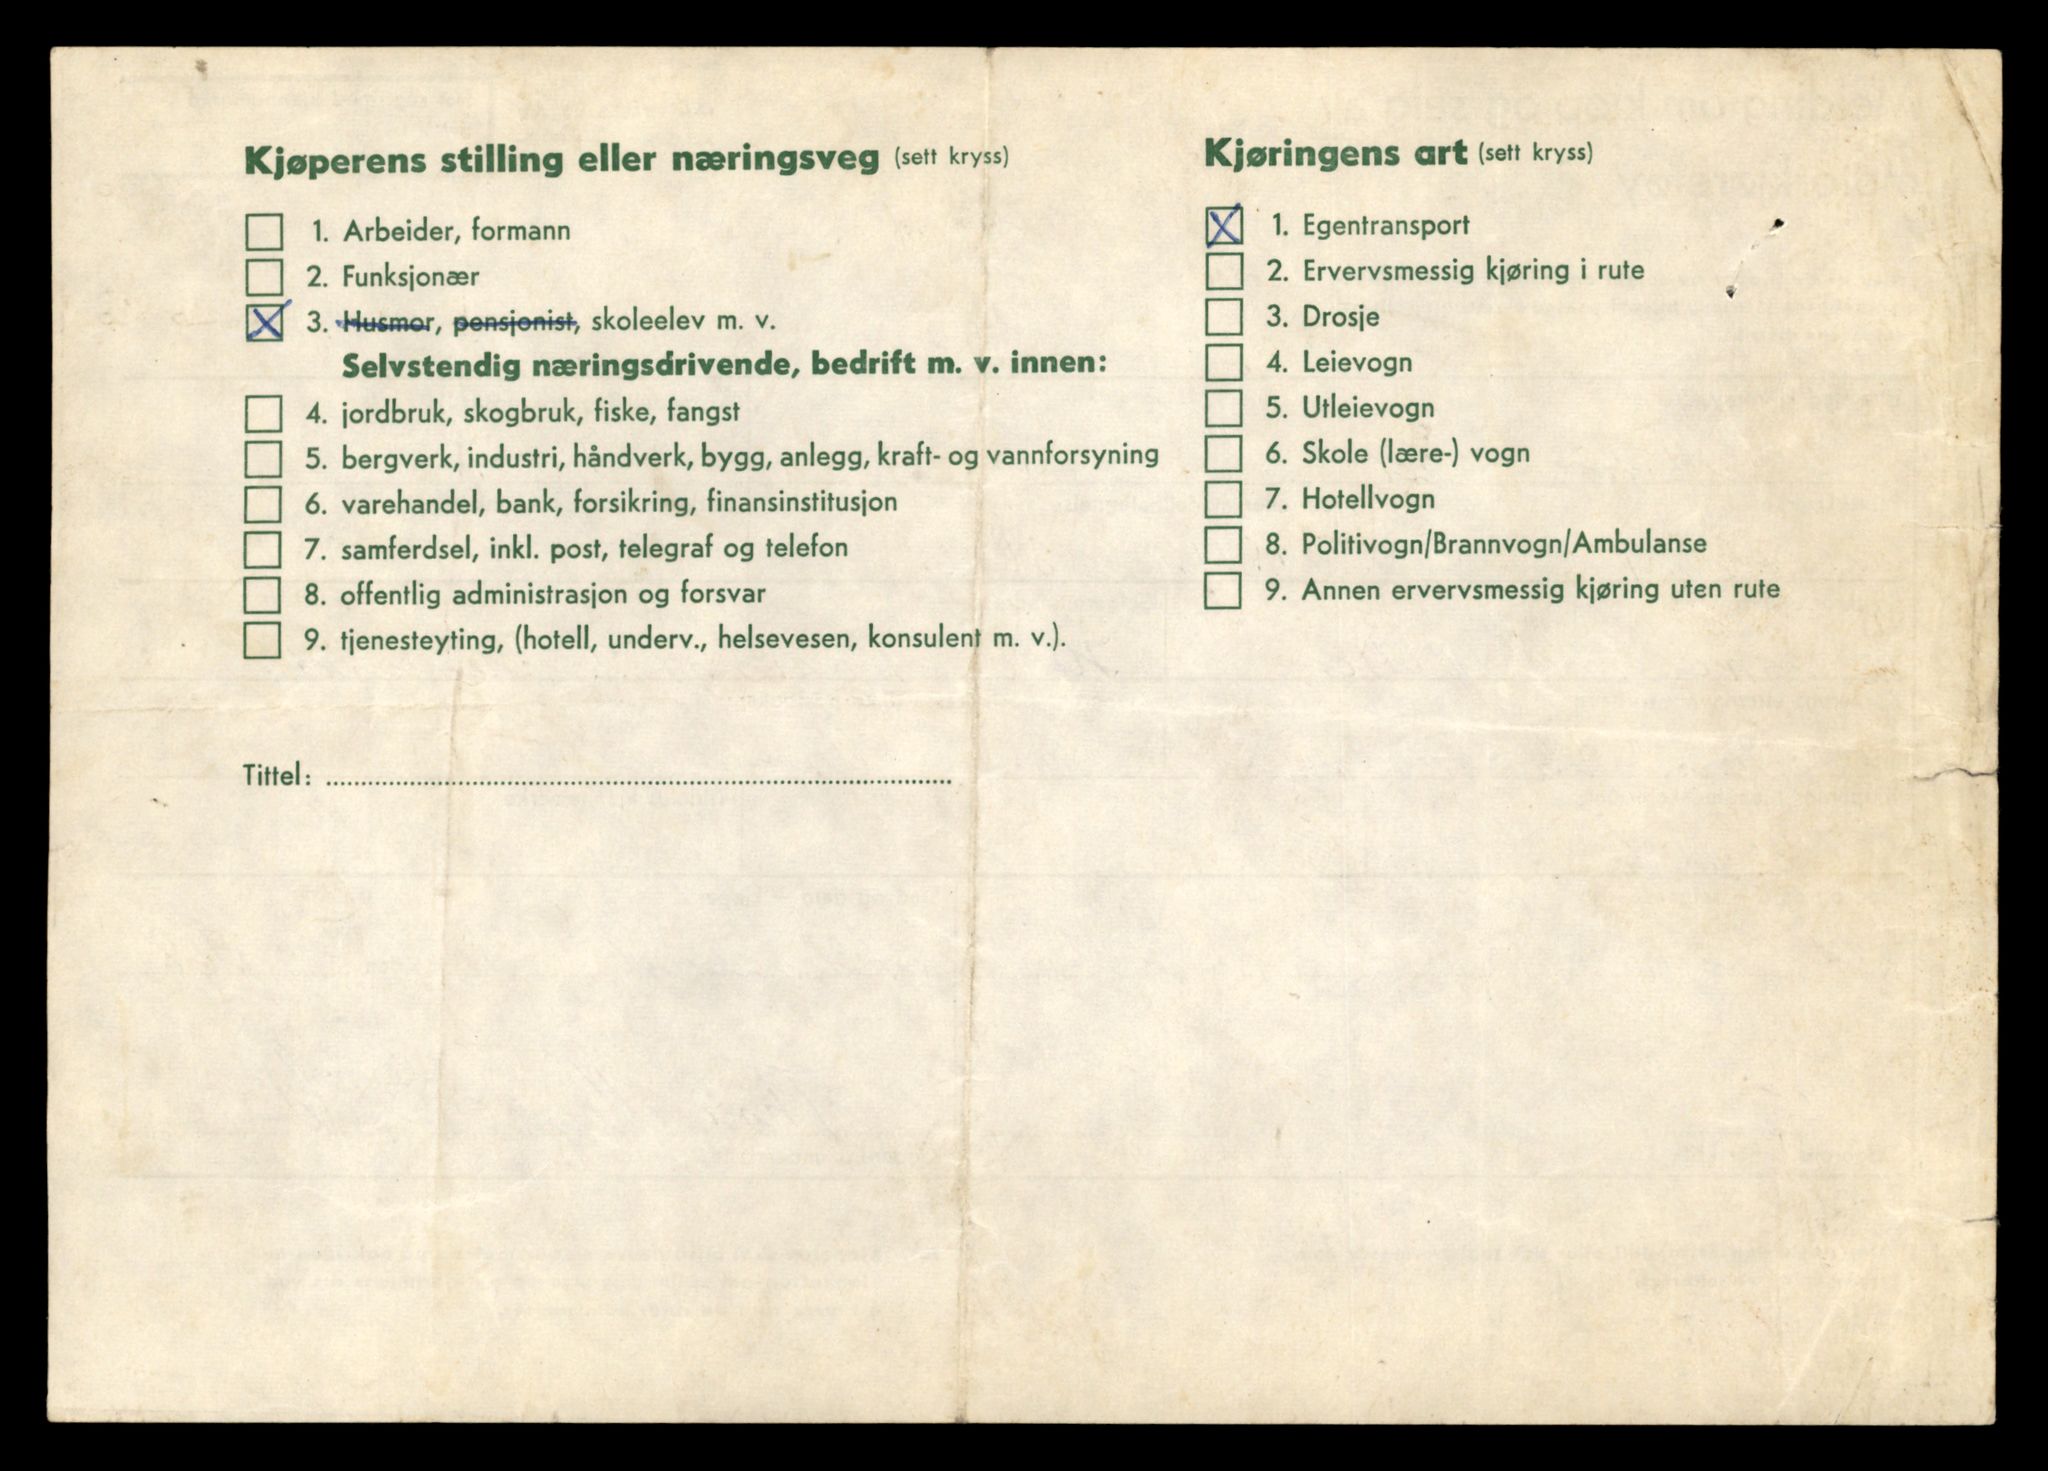 Kjøperens stilling eller næringsveg (sett kryss)
1. Arbeider, formann
2. Funksjonær
3. Husmor, pensjonist, skoleelev m. v.
Selvstendig næringsdrivende, bedrift m. v. innen:
4. jordbruk, skogbruk, fiske, fangst
5. bergverk, industri, håndverk, bygg, anlegg, kraft- og vannforsyning
6. varehandel, bank, forsikring, finansinstitusjon
7. samferdsel, inkl. post, telegraf og telefon
8. offentlig administrasjon og forsvar
9. tjenesteyting, (hotell, underv., helsevesen, konsulent m. v.).
Tittel:
Kjøringens art (sett kryss)
1. Egentransport
2. Ervervsmessig kjøring i rute
3. Drosje
4. Leievogn
5. Utleievogn
6. Skole (lære-) vogn
7. Hotellvogn
8. Politivogn/Brannvogn/Ambulanse
9. Annen ervervsmessig kjøring uten rute